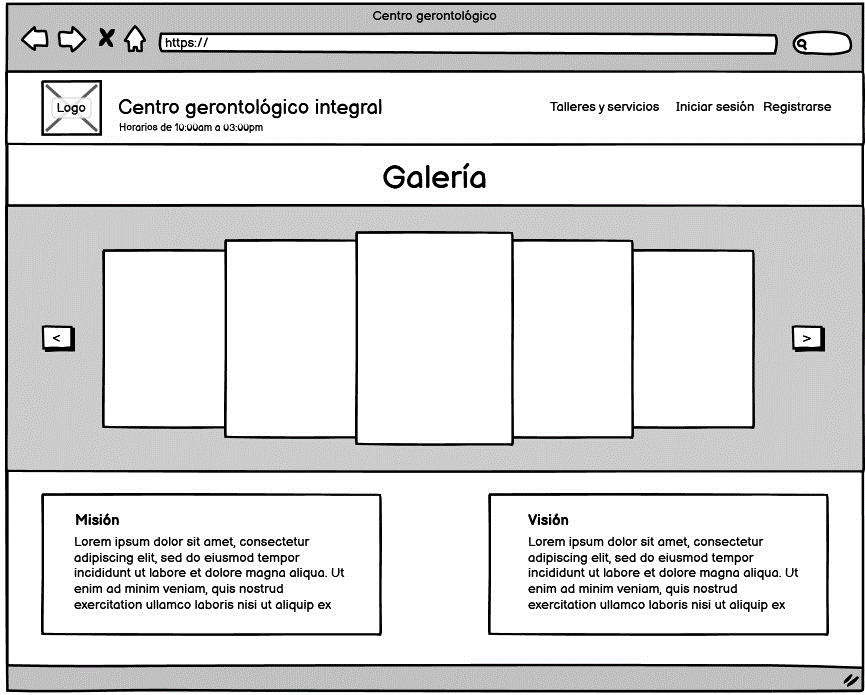 Centro gerontológico
https://
Logo
Centro gerontológico integral
Horarios de 10:00am a 03:00pm
Talleres y servicios Iniciar sesión Registrarse
Galería
<
>
Misión
Lorem ipsum dolor sit amet, consectetur
adipiscing elit, sed do eiusmod tempor
incididunt ut labore et dolore magna aliqua. Ut
enim ad minim veniam, quis nostrud
exercitation ullamco laboris nisi ut aliquip ex
Visión
Lorem ipsum dolor sit amet, consectetur
adipiscing elit, sed do eiusmod tempor
incididunt ut labore et dolore magna aliqua. Ut
enim ad minim veniam, quis nostrud
exercitation ullamco laboris nisi ut aliquip ex